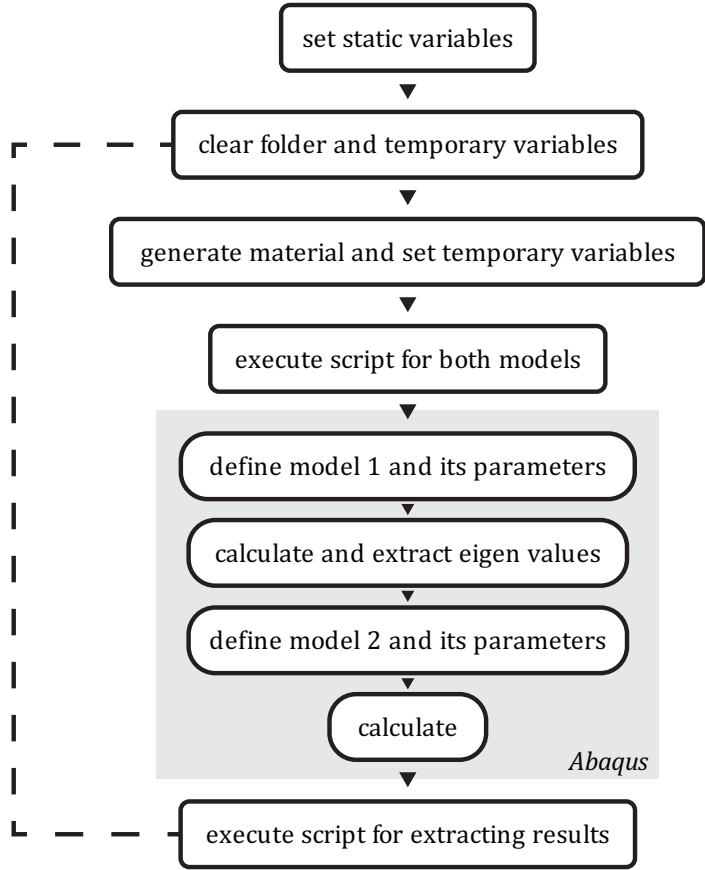 set static variables
clear folder and temporary variables
generate material and set temporary variables
execute script for both models
define model 1 and its parameters
calculate and extract eigen values
define model 2 and its parameters
calculate
Abaqus
execute script for extracting results